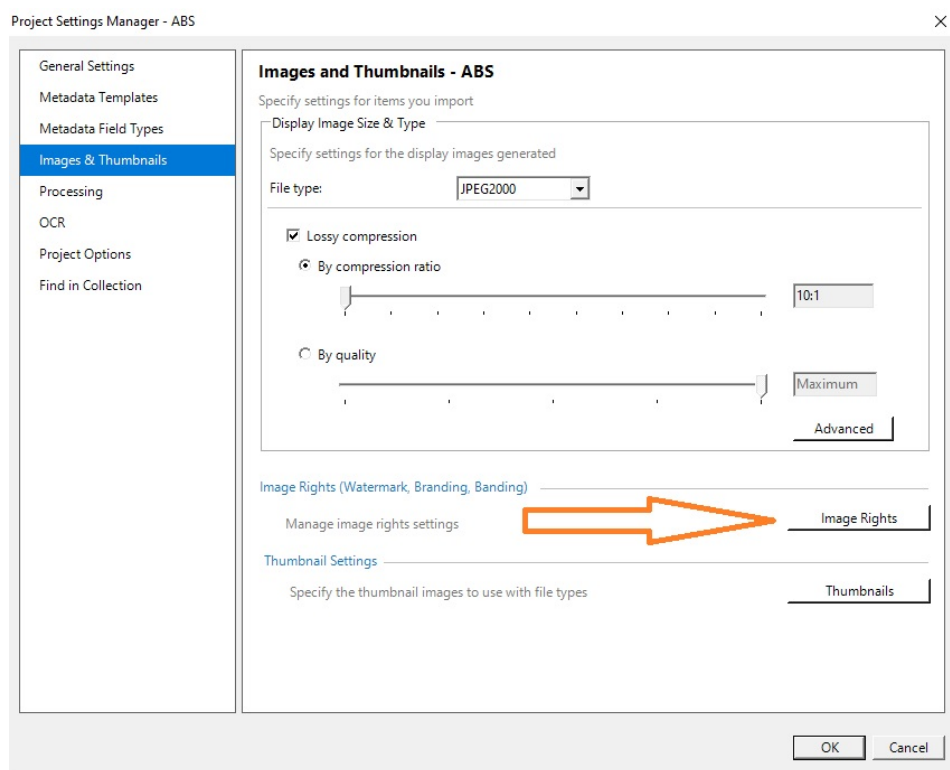 Project Settings Manager - ABS
General Settings
Metadata Templates
Metadata Field Types
Images & Thumbnails
Processing
OCR
Project Options
Find in Collection
Images and Thumbnails - ABS
Specify settings for items you import
Display Image Size & Type
Specify settings for the display images generated
File type: JPEG2000
Lossy compression
By compression ratio
10:1
By quality
Maximum
Advanced
Image Rights (Watermark, Branding, Banding)
Manage image rights settings Image Rights
Thumbnail Settings
Specify the thumbnail images to use with file types Thumbnails
OK Cancel